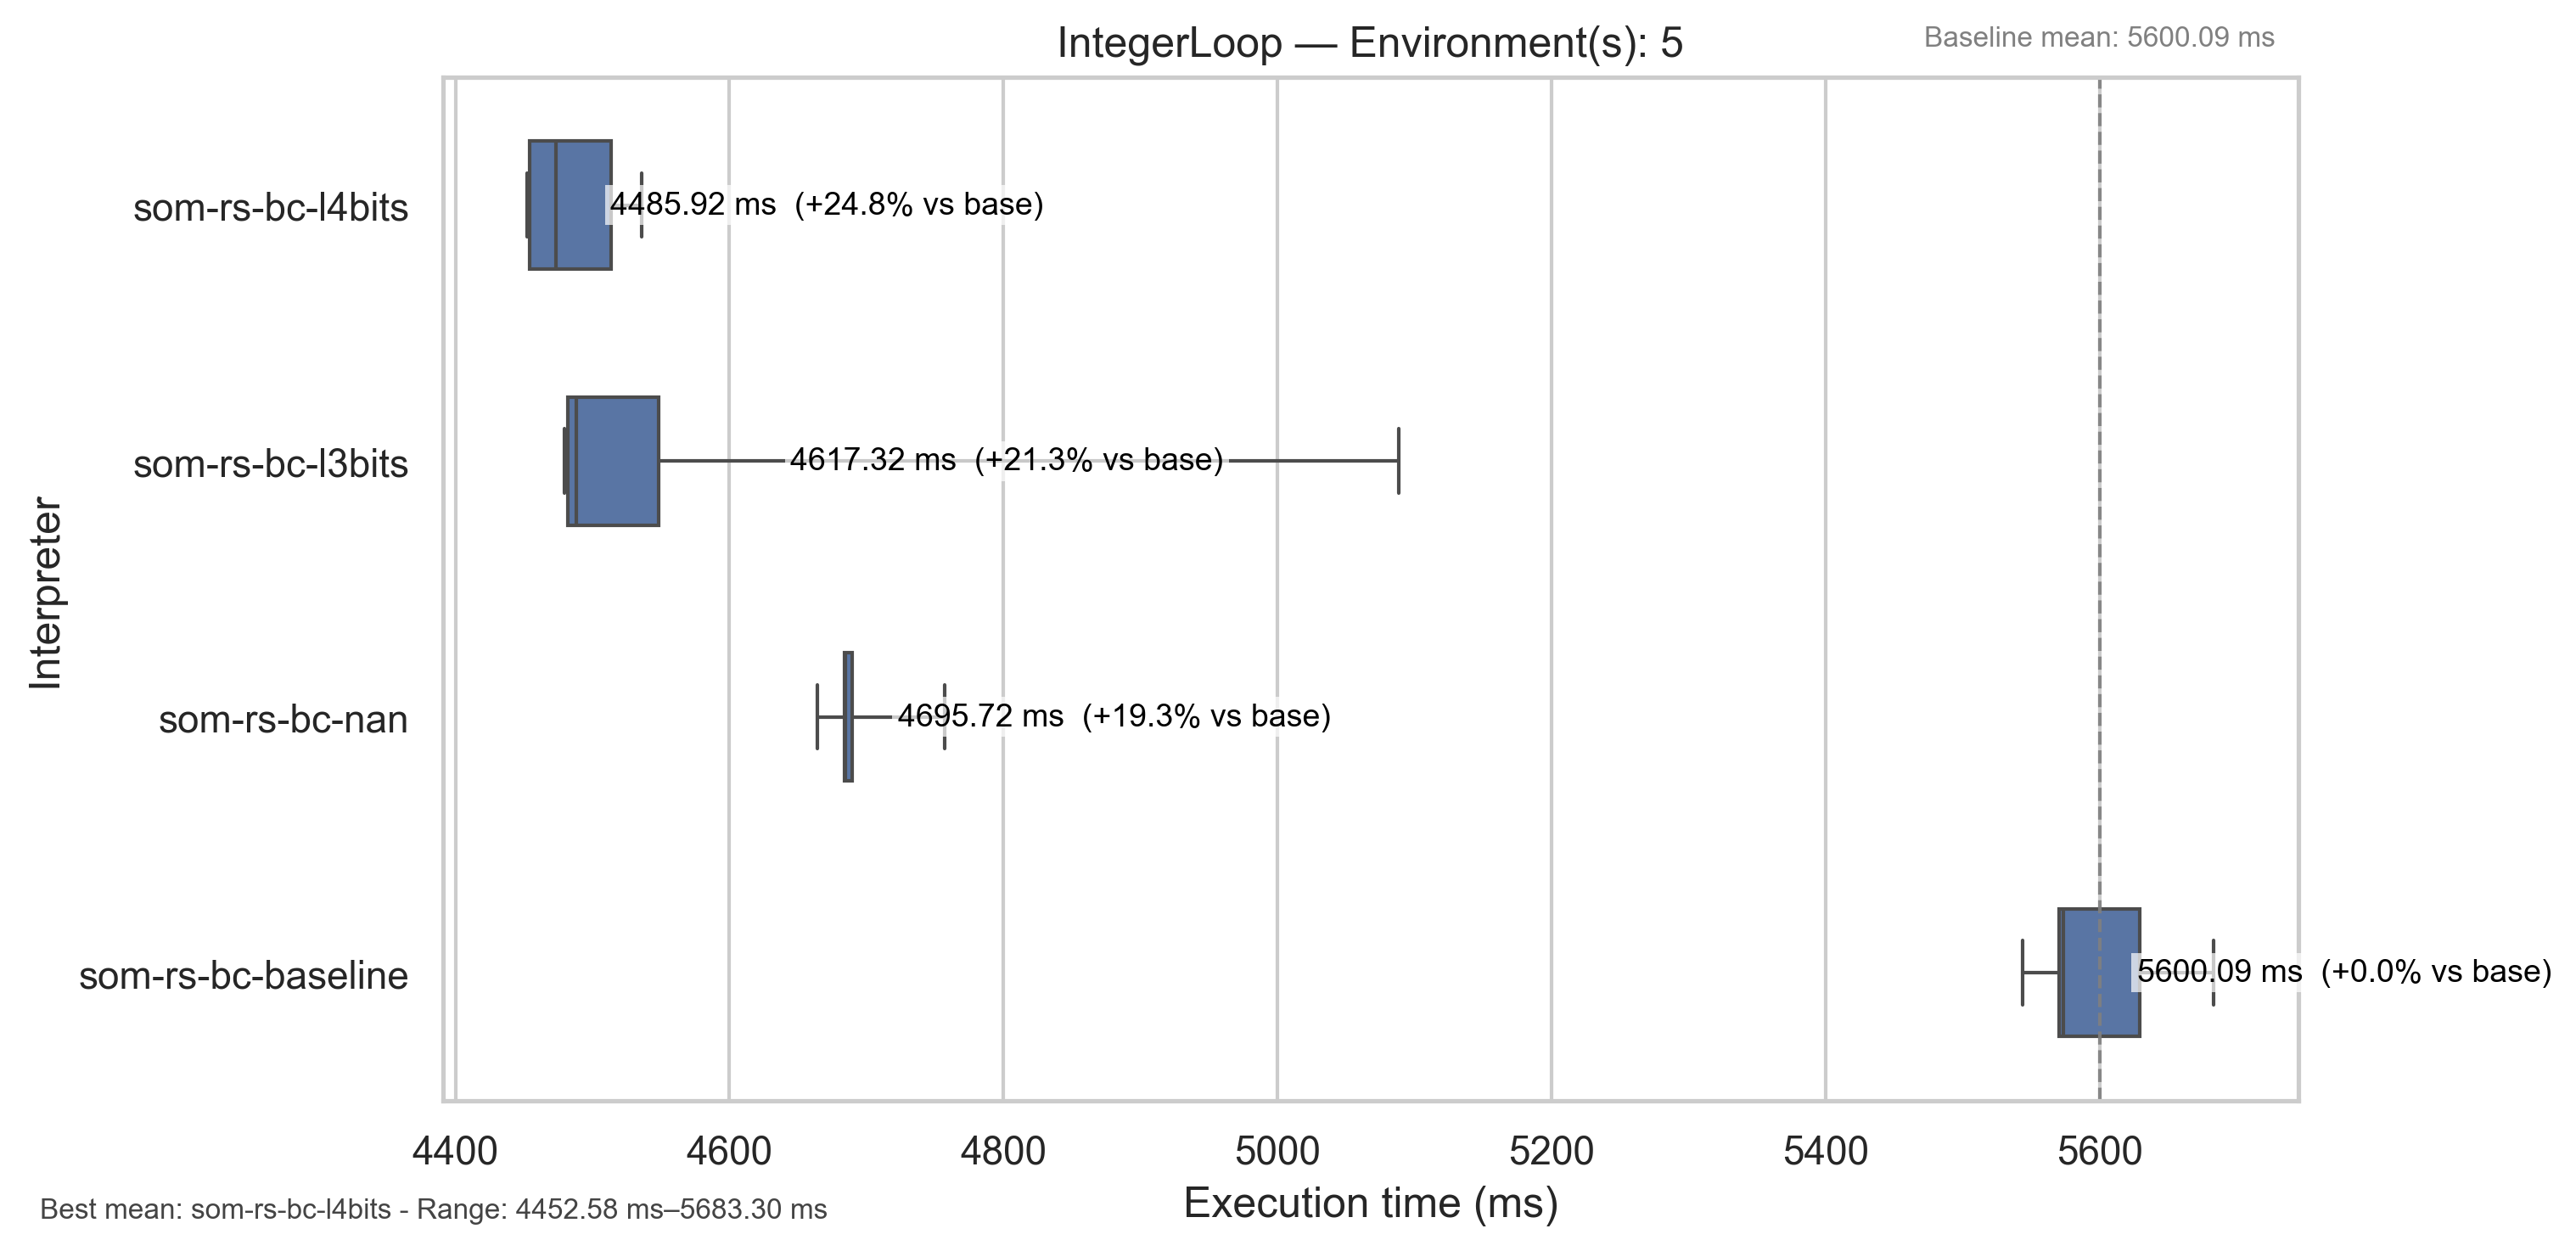 IntegerLoop — Environment(s): 5
Baseline mean: 5600.09 ms
Interpreter
som-rs-bc-l4bits
4485.92 ms (+24.8% vs base)
som-rs-bc-l3bits
4617.32 ms (+21.3% vs base)
som-rs-bc-nan
4695.72 ms (+19.3% vs base)
som-rs-bc-baseline
5600.09 ms (+0.0% vs base)
4400 4600 4800 5000 5200 5400 5600
Execution time (ms)
Best mean: som-rs-bc-l4bits - Range: 4452.58 ms–5683.30 ms